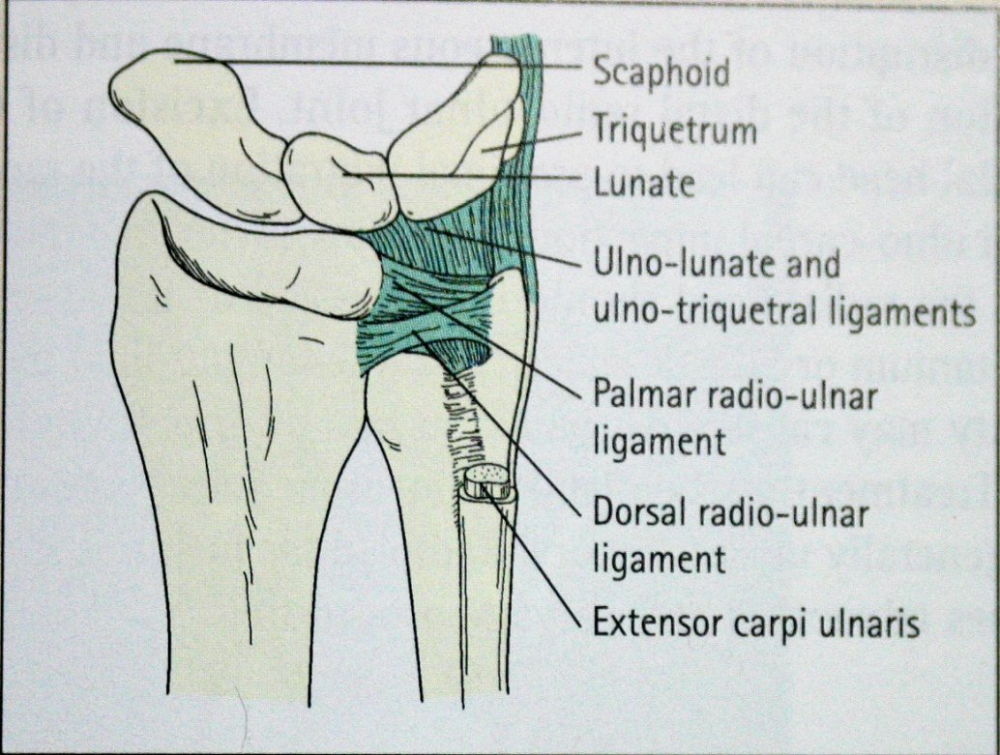 Scaphoid
Triquetrum
Lunate
Ulno-lunate and
ulno-triquetral ligaments
Palmar radio-ulnar
ligament
Dorsal radio-ulnar
ligament
Extensor carpi ulnaris